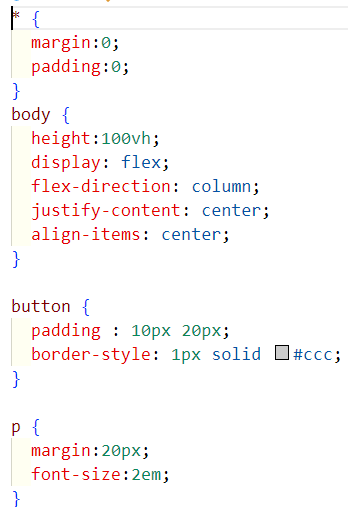 * {
  margin:0;
  padding:0;
}
body {
  height:100vh;
  display: flex;
  flex-direction: column;
  justify-content: center;
  align-items: center;
}

button {
  padding : 10px 20px;
  border-style: 1px solid #ccc;
}

p {
  margin:20px;
  font-size:2em;
}